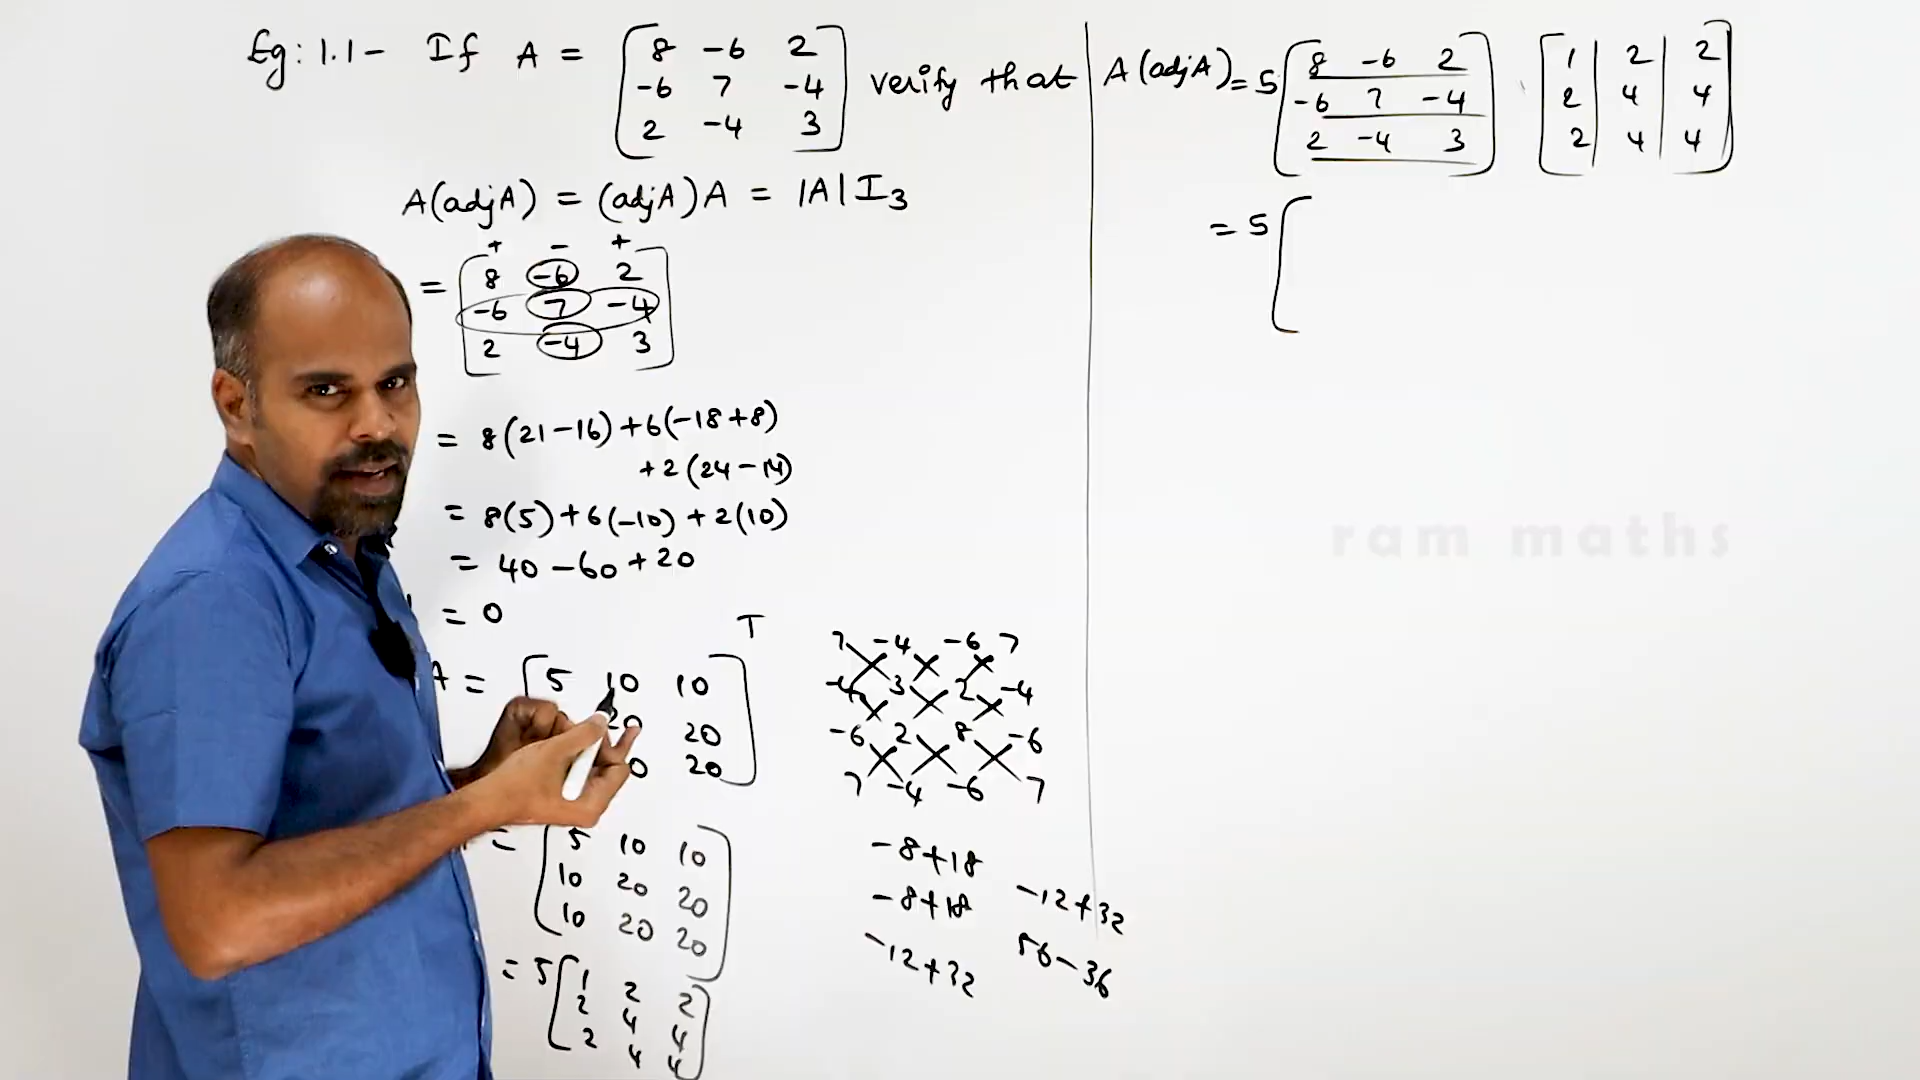 Eg: 1.1- If A = [8 -6 2
-6 7 -4
2 -4 3] verify that
A(adjA) = (adjA)A = |A| I₃
+ - +
= [8 -6 2
-6 7 -4
2 -4 3]
= 8(21-16)+6(-18+8)
+2(24-14)
= 8(5)+6(-10)+2(10)
= 40-60+20
= 0
A = [5 10 10
20 20
0 20] T
= [5 10 10
10 20 20
10 20 20]
= 5[1 2 2
2 4 4
2 4 4]
7 -4 -6 7
-4 3 2 -4
-6 2 8 -6
7 -4 -6 7
-8+18
-8+18 -12+32
-12+32 56-36
A(adjA) = 5[8 -6 2
-6 7 -4
2 -4 3] · [1 2 2
2 4 4
2 4 4]
= 5[
ram maths